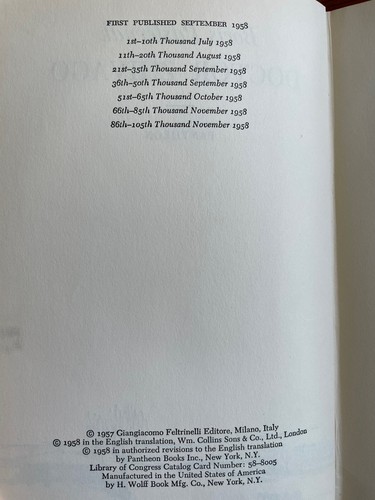 FIRST PUBLISHED SEPTEMBER 1958
1st–10th Thousand July 1958
11th–20th Thousand August 1958
21st–35th Thousand September 1958
36th–50th Thousand September 1958
51st–65th Thousand October 1958
66th–85th Thousand November 1958
86th–105th Thousand November 1958
© 1957 Giangiacomo Feltrinelli Editore, Milano, Italy
© 1958 in the English translation, Wm. Collins Sons & Co., Ltd., London
© 1958 in authorized revisions to the English translation
by Pantheon Books Inc., New York, N.Y.
Library of Congress Catalog Card Number: 58-8005
Manufactured in the United States of America
by H. Wolff Book Mfg. Co., New York, N.Y.